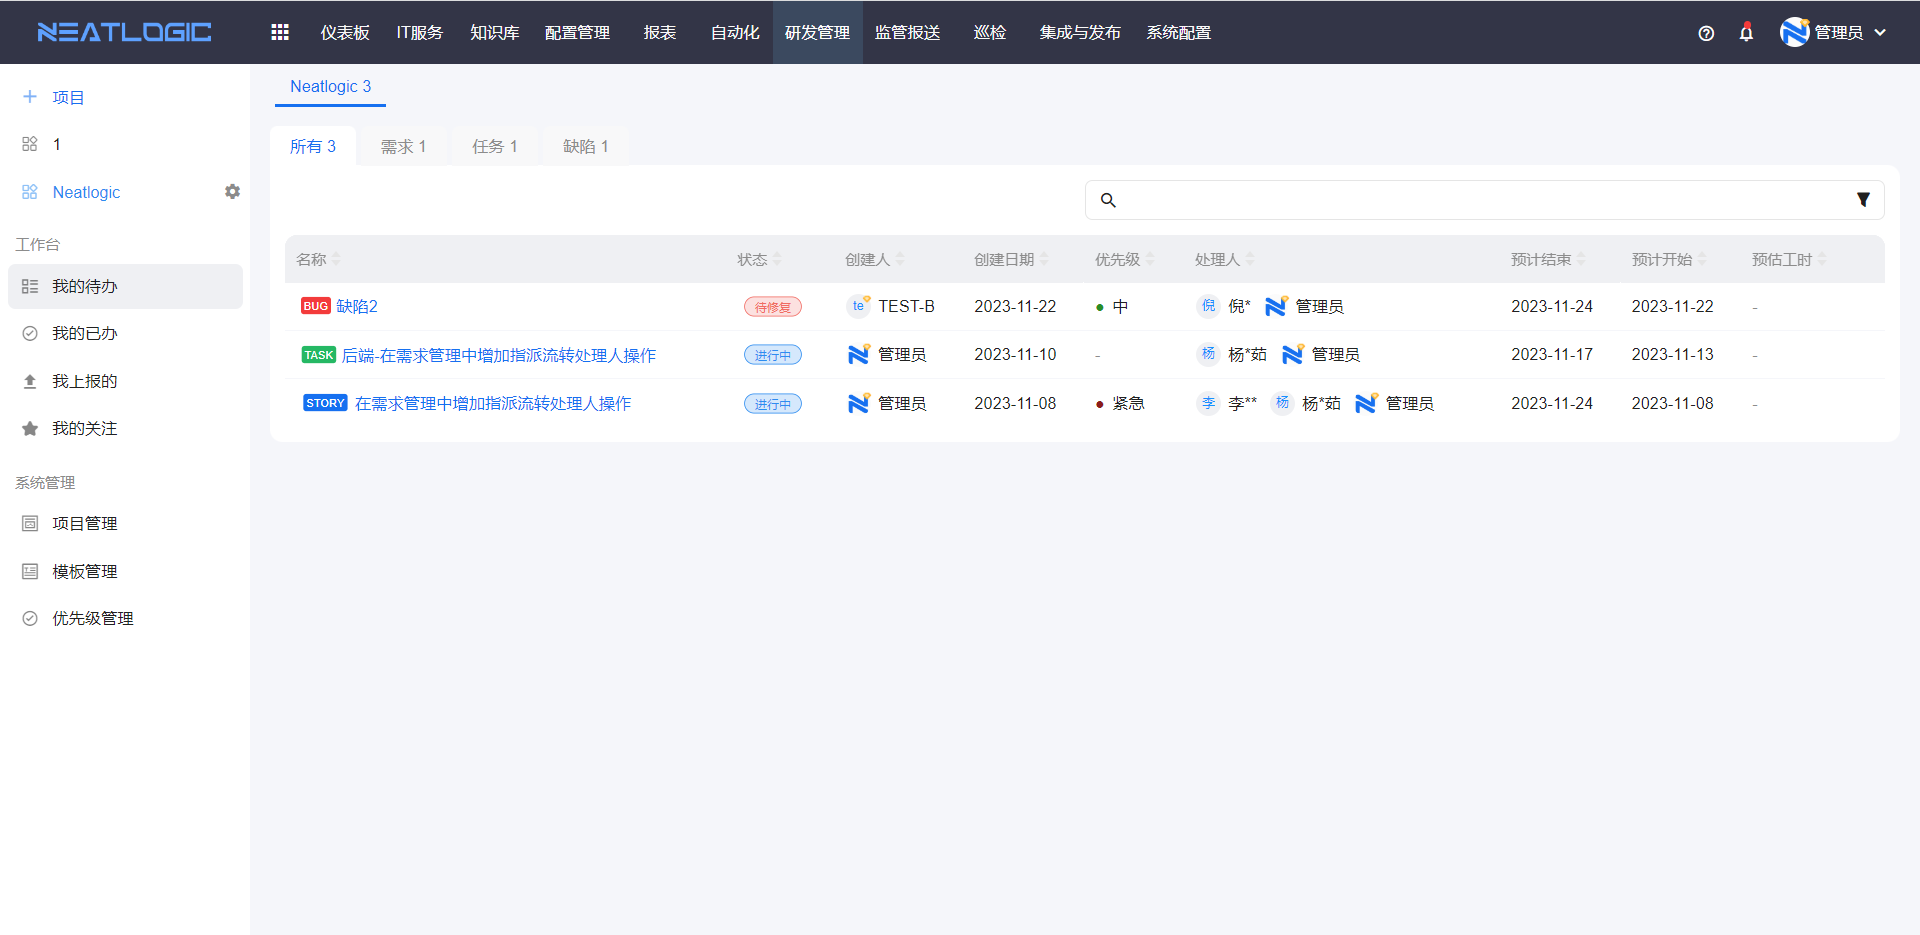 NEATLOGIC 仪表板 IT服务 知识库 配置管理 报表 自动化 研发管理 监管报送 巡检 集成与发布 系统配置 管理员
项目
1
Neatlogic
工作台
我的待办
我的已办
我上报的
我的关注
系统管理
项目管理
模板管理
优先级管理
Neatlogic 3
所有 3 需求 1 任务 1 缺陷 1
名称 状态 创建人 创建日期 优先级 处理人 预计结束 预计开始 预估工时
BUG 缺陷2 待修复 te TEST-B 2023-11-22 中 倪 倪* 管理员 2023-11-24 2023-11-22 -
TASK 后端-在需求管理中增加指派流转处理人操作 进行中 管理员 2023-11-10 - 杨 杨*茹 管理员 2023-11-17 2023-11-13 -
STORY 在需求管理中增加指派流转处理人操作 进行中 管理员 2023-11-08 紧急 李 李** 杨 杨*茹 管理员 2023-11-24 2023-11-08 -